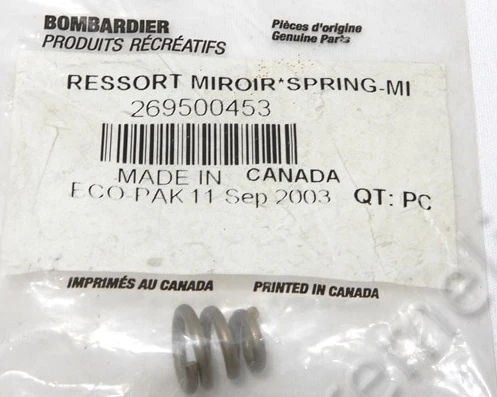 BOMBARDIER
PRODUITS RÉCRÉATIFS
Pièces d'origine
Genuine Parts
RESSORT MIROIR*SPRING-MI
269500453
MADE IN CANADA
ECO-PAK 11 Sep 2003 QT: PC
IMPRIMÉS AU CANADA PRINTED IN CANADA